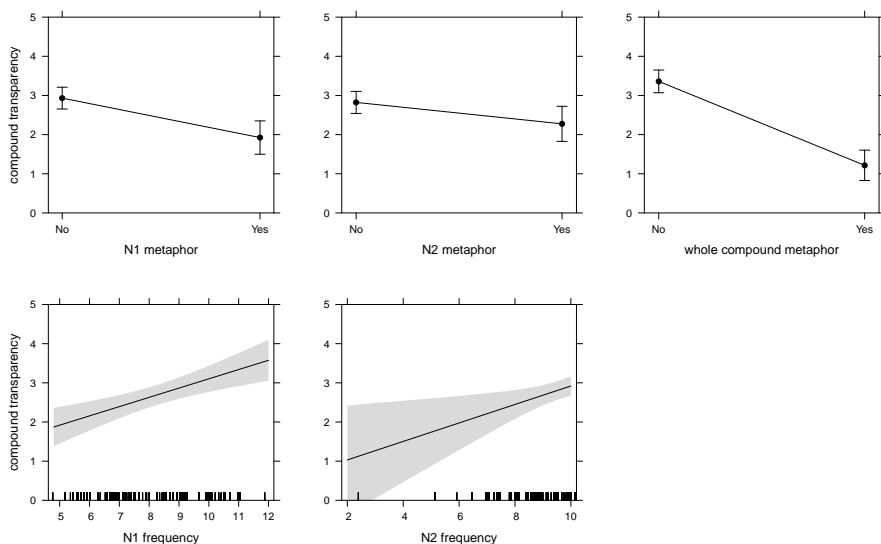 5
4
3
2
1
0
compound transparency
No
Yes
N1 metaphor
5
4
3
2
1
0
No
Yes
N2 metaphor
5
4
3
2
1
0
No
Yes
whole compound metaphor
5
4
3
2
1
0
compound transparency
5 6 7 8 9 10 11 12
N1 frequency
5
4
3
2
1
0
2 4 6 8 10
N2 frequency